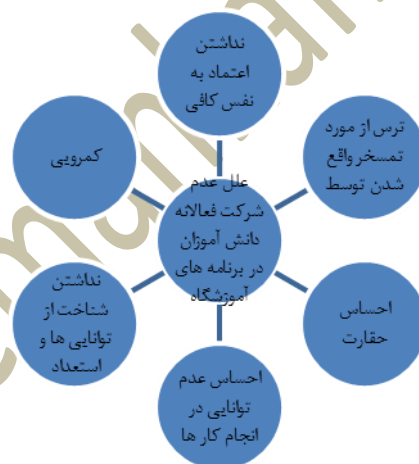 نداشتن
اعتماد به
نفس کافی
ترس از مورد
تمسخر واقع
شدن توسط
کمرویی
علل عدم
شرکت فعالانه
دانش آموزان
در برنامه های
آموزشگاه
نداشتن
شناخت از
توانایی ها و
استعداد
احساس
حقارت
احساس عدم
توانایی در
انجام کار ها